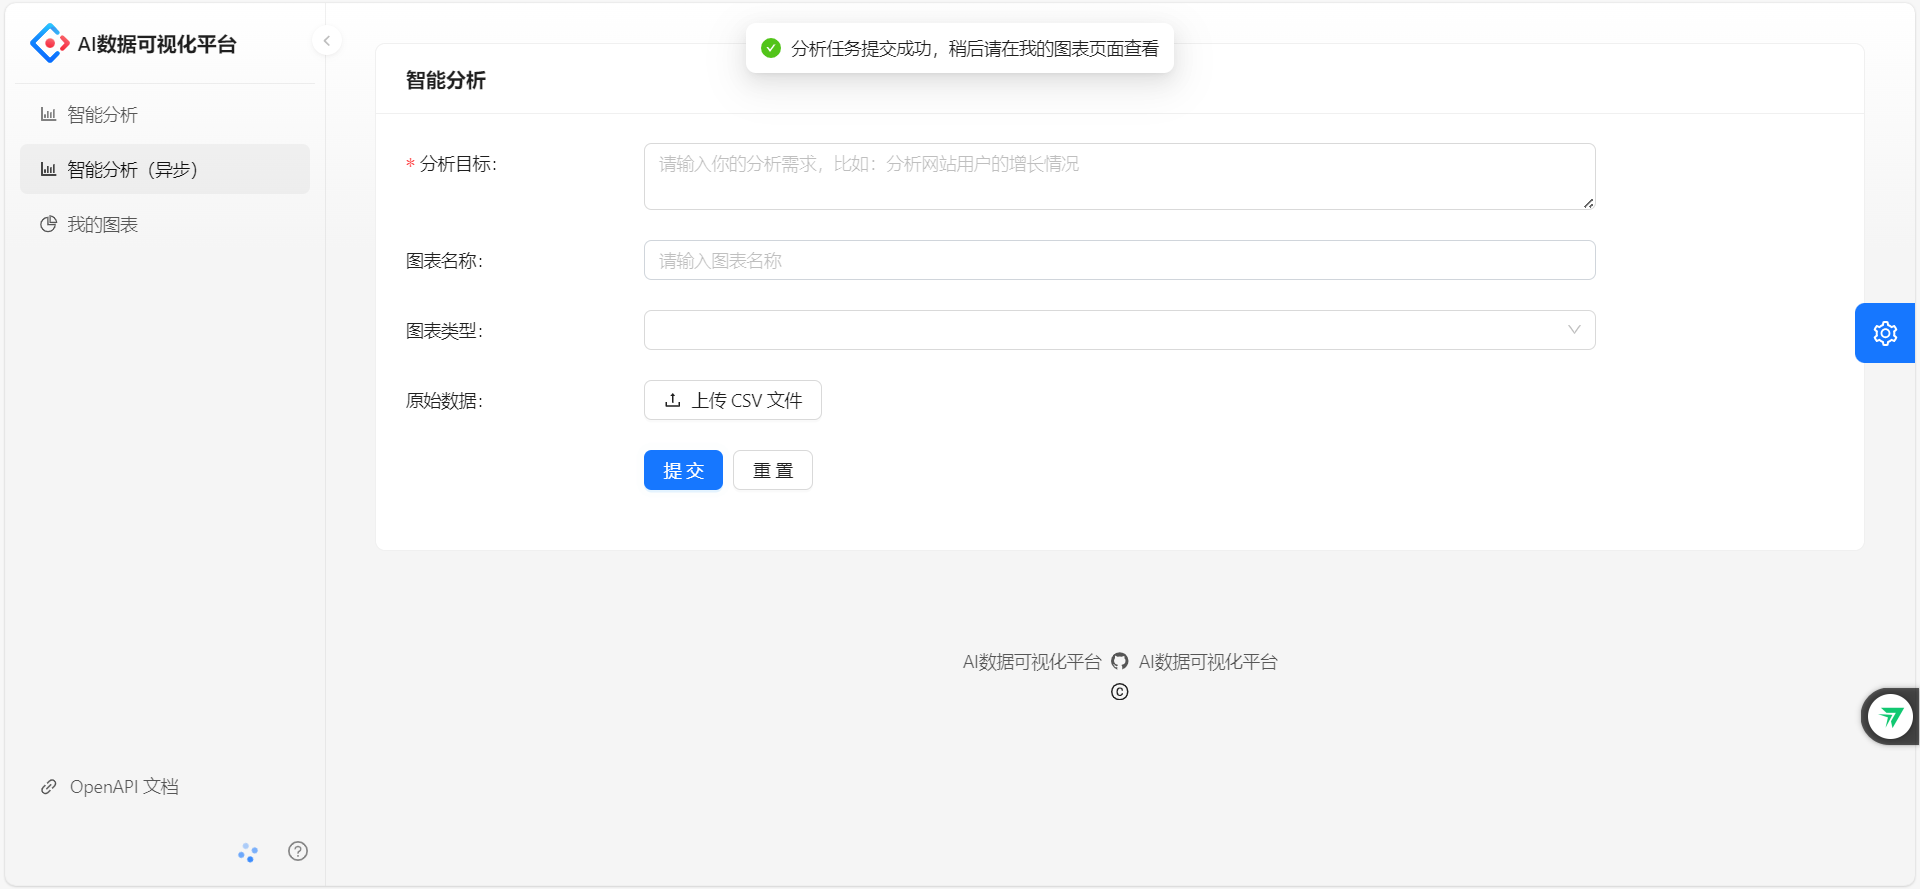 AI数据可视化平台
智能分析
智能分析（异步）
我的图表
OpenAPI 文档
分析任务提交成功，稍后请在我的图表页面查看
智能分析
* 分析目标：
请输入你的分析需求，比如：分析网站用户的增长情况
图表名称：
请输入图表名称
图表类型：
原始数据：
上传 CSV 文件
提 交
重 置
AI数据可视化平台 AI数据可视化平台
©